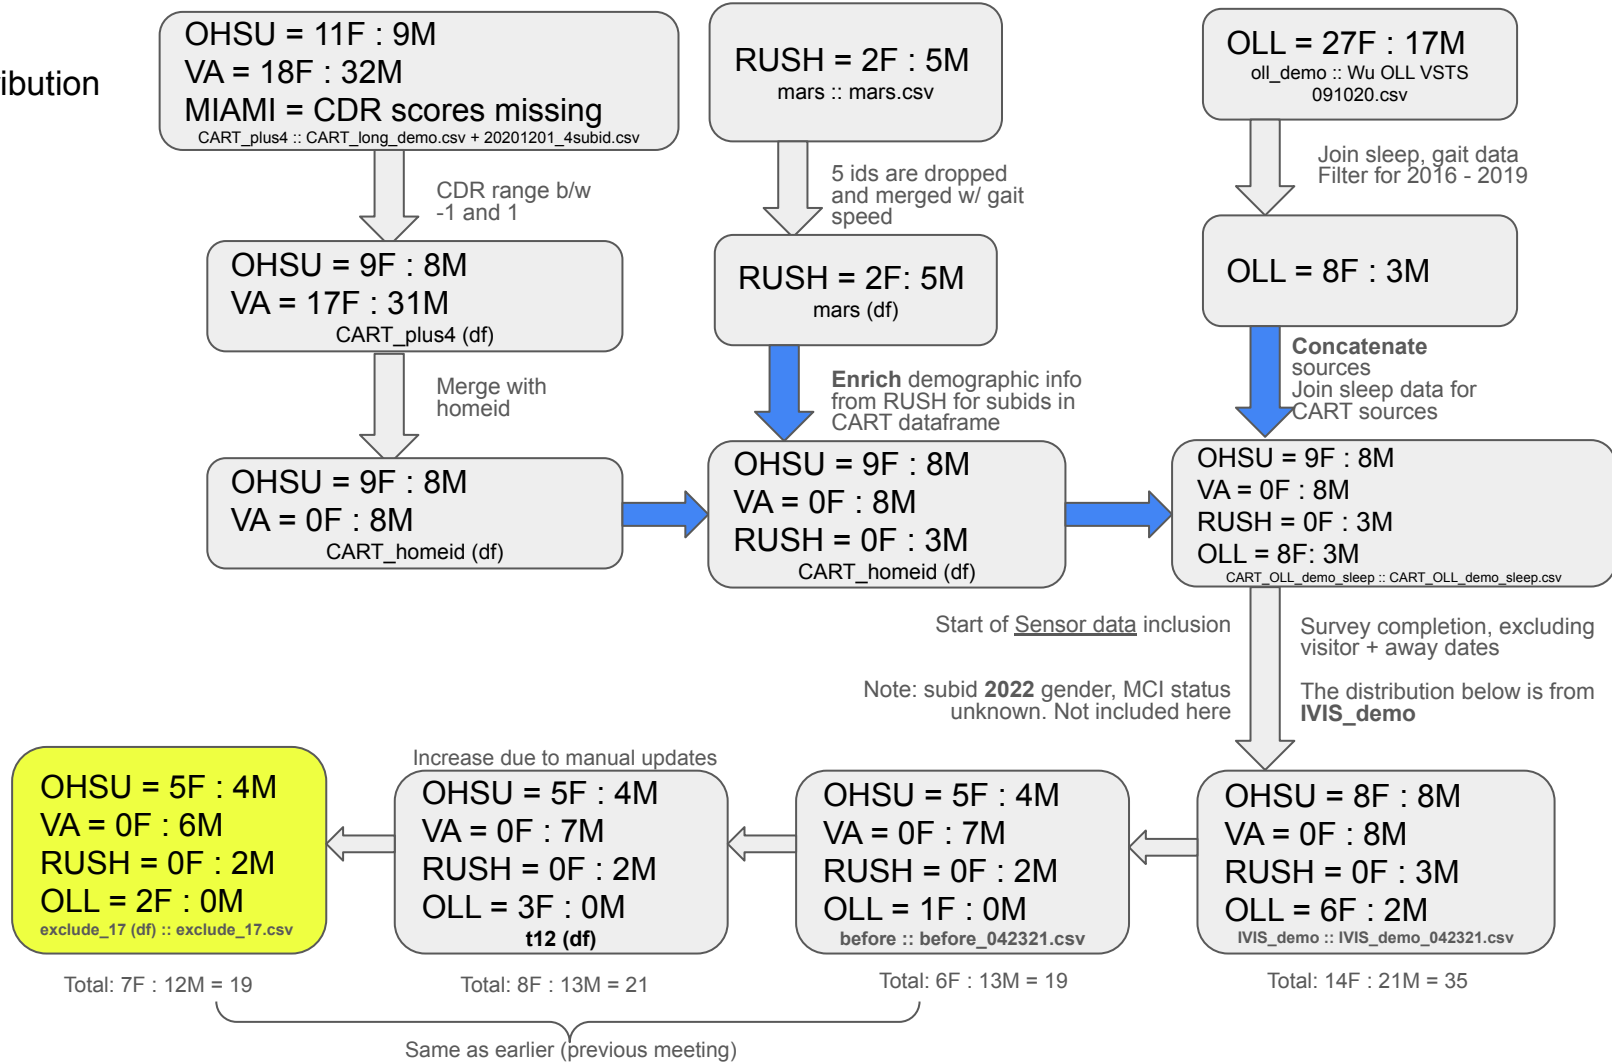 ribution
OHSU = 11F : 9M
VA = 18F : 32M
MIAMI = CDR scores missing
CART_plus4 :: CART_long_demo.csv + 20201201_4subid.csv
RUSH = 2F : 5M
mars :: mars.csv
OLL = 27F : 17M
oll_demo :: Wu OLL VSTS
091020.csv
CDR range b/w
-1 and 1
5 ids are dropped
and merged w/ gait
speed
Join sleep, gait data
Filter for 2016 - 2019
OHSU = 9F : 8M
VA = 17F : 31M
CART_plus4 (df)
RUSH = 2F: 5M
mars (df)
OLL = 8F : 3M
Merge with
homeid
Enrich demographic info
from RUSH for subids in
CART dataframe
Concatenate
sources
Join sleep data for
CART sources
OHSU = 9F : 8M
VA = 0F : 8M
CART_homeid (df)
OHSU = 9F : 8M
VA = 0F : 8M
RUSH = 0F : 3M
CART_homeid (df)
OHSU = 9F : 8M
VA = 0F : 8M
RUSH = 0F : 3M
OLL = 8F: 3M
CART_OLL_demo_sleep :: CART_OLL_demo_sleep.csv
Start of Sensor data inclusion
Note: subid 2022 gender, MCI status
unknown. Not included here
Survey completion, excluding
visitor + away dates
The distribution below is from
IVIS_demo
OHSU = 5F : 4M
VA = 0F : 6M
RUSH = 0F : 2M
OLL = 2F : 0M
exclude_17 (df) :: exclude_17.csv
Total: 7F : 12M = 19
Increase due to manual updates
OHSU = 5F : 4M
VA = 0F : 7M
RUSH = 0F : 2M
OLL = 3F : 0M
t12 (df)
Total: 8F : 13M = 21
OHSU = 5F : 4M
VA = 0F : 7M
RUSH = 0F : 2M
OLL = 1F : 0M
before :: before_042321.csv
Total: 6F : 13M = 19
OHSU = 8F : 8M
VA = 0F : 8M
RUSH = 0F : 3M
OLL = 6F : 2M
IVIS_demo :: IVIS_demo_042321.csv
Total: 14F : 21M = 35
Same as earlier (previous meeting)